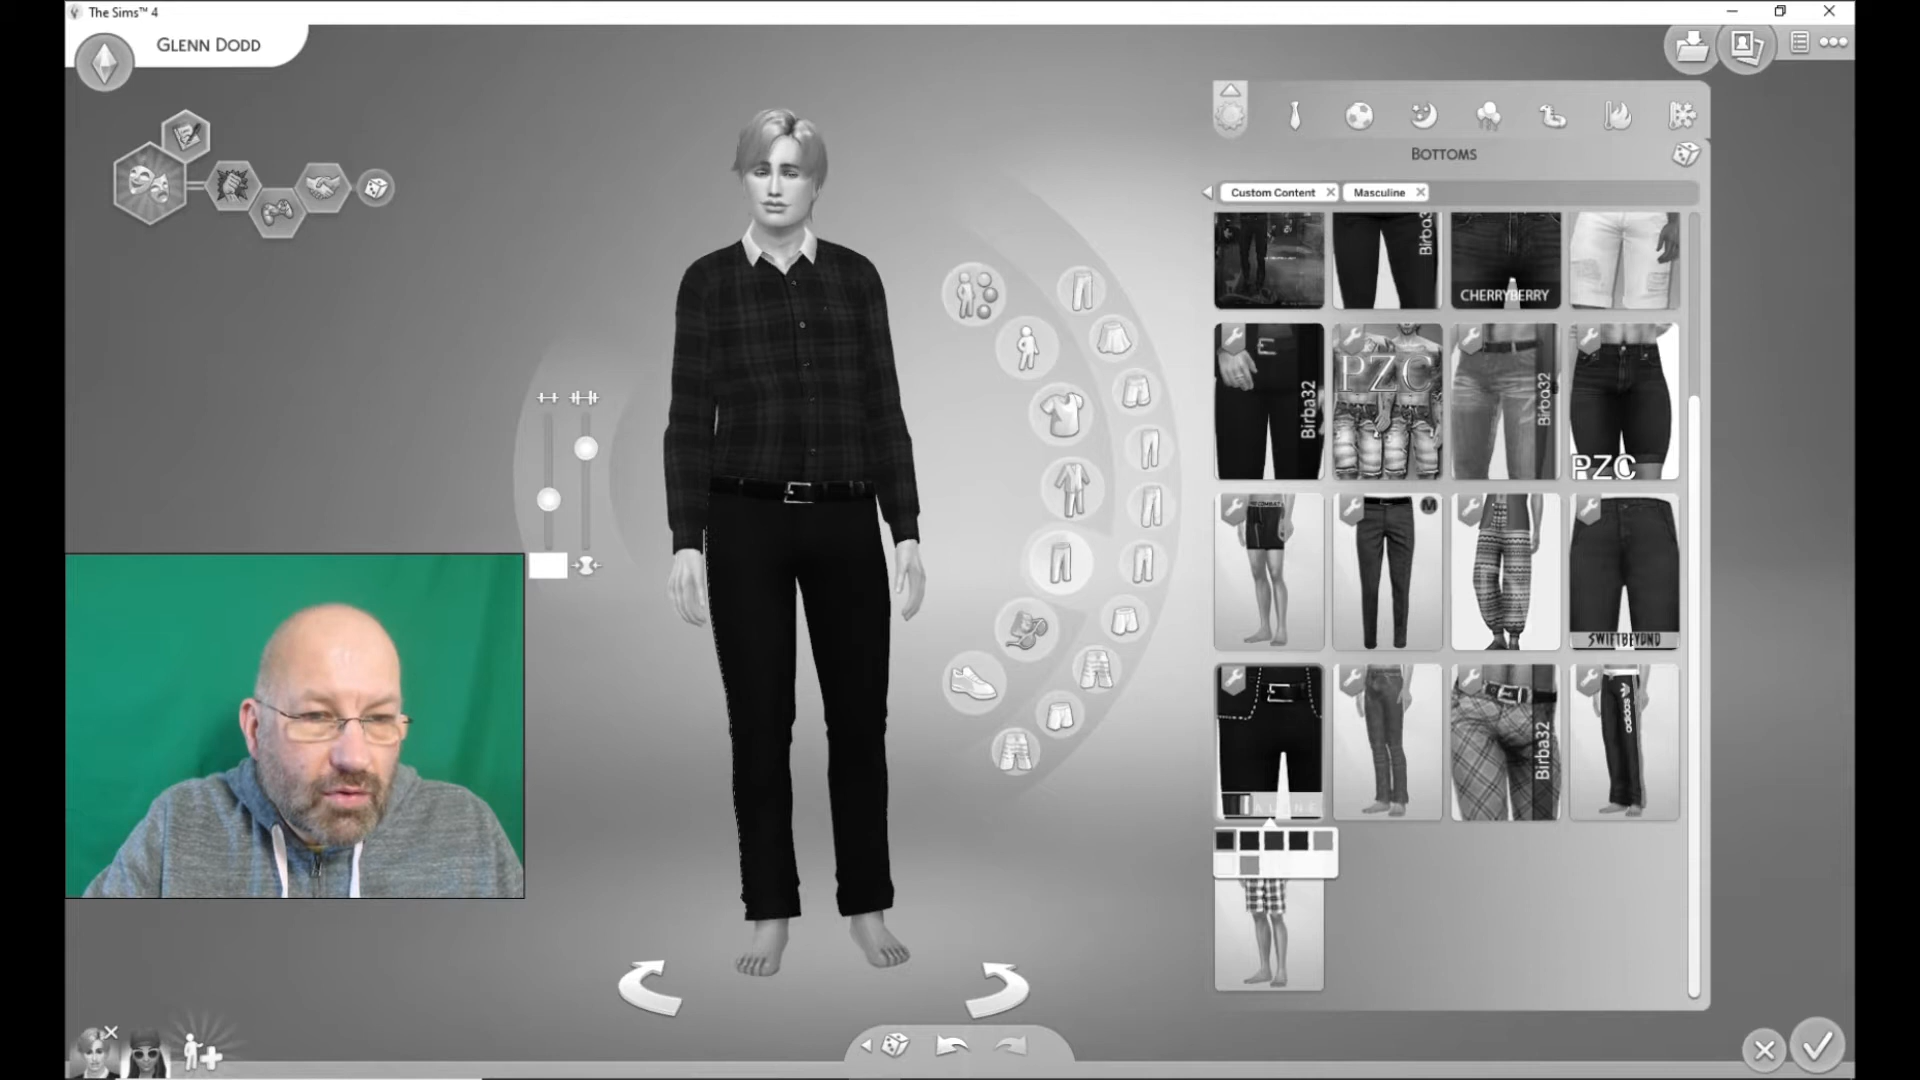 The Sims™ 4
GLENN DODD
BOTTOMS
Custom Content
Masculine
Birba32
CHERRYBERRY
Birba32
PZC
Birba32
PZC
M
SWIFTBEYOND
Birba32
adidas